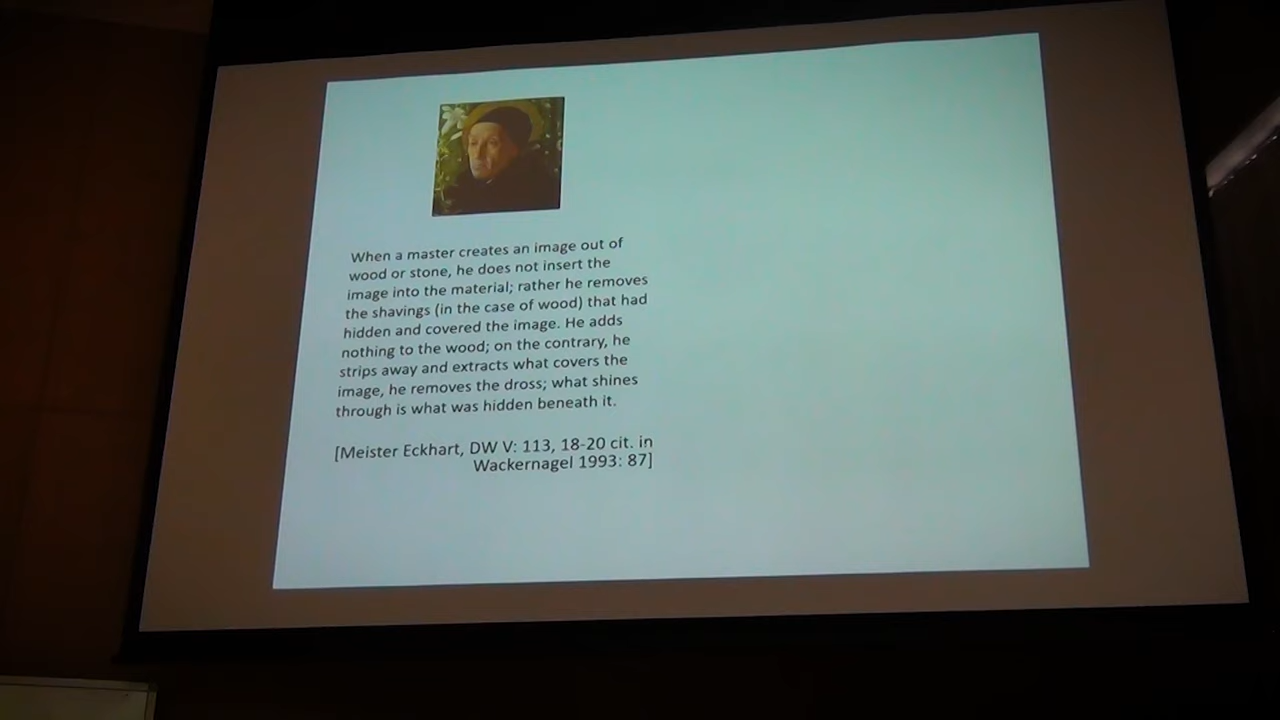 When a master creates an image out of
wood or stone, he does not insert the
image into the material; rather he removes
the shavings (in the case of wood) that had
hidden and covered the image. He adds
nothing to the wood; on the contrary, he
strips away and extracts what covers the
image, he removes the dross; what shines
through is what was hidden beneath it.
[Meister Eckhart, DW V: 113, 18-20 cit. in
Wackernagel 1993: 87]